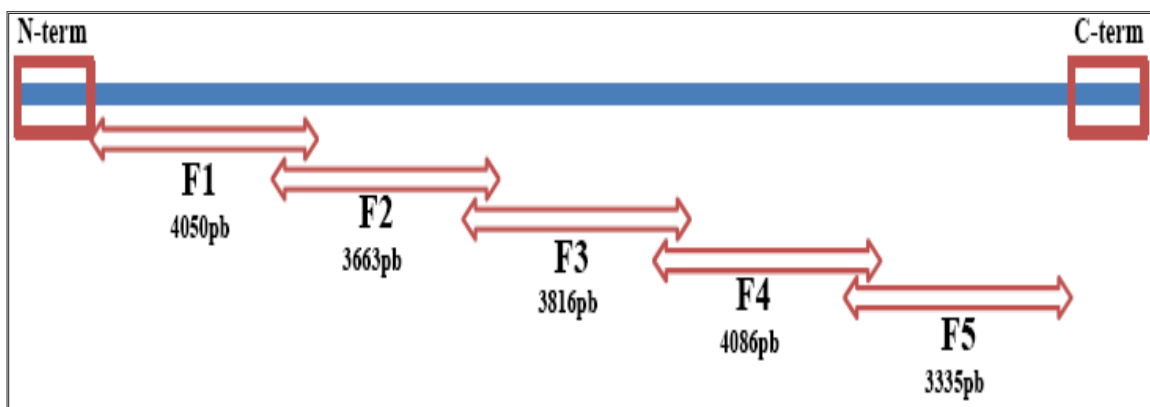 N-term
C-term
F1
4050pb
F2
3663pb
F3
3816pb
F4
4086pb
F5
3335pb